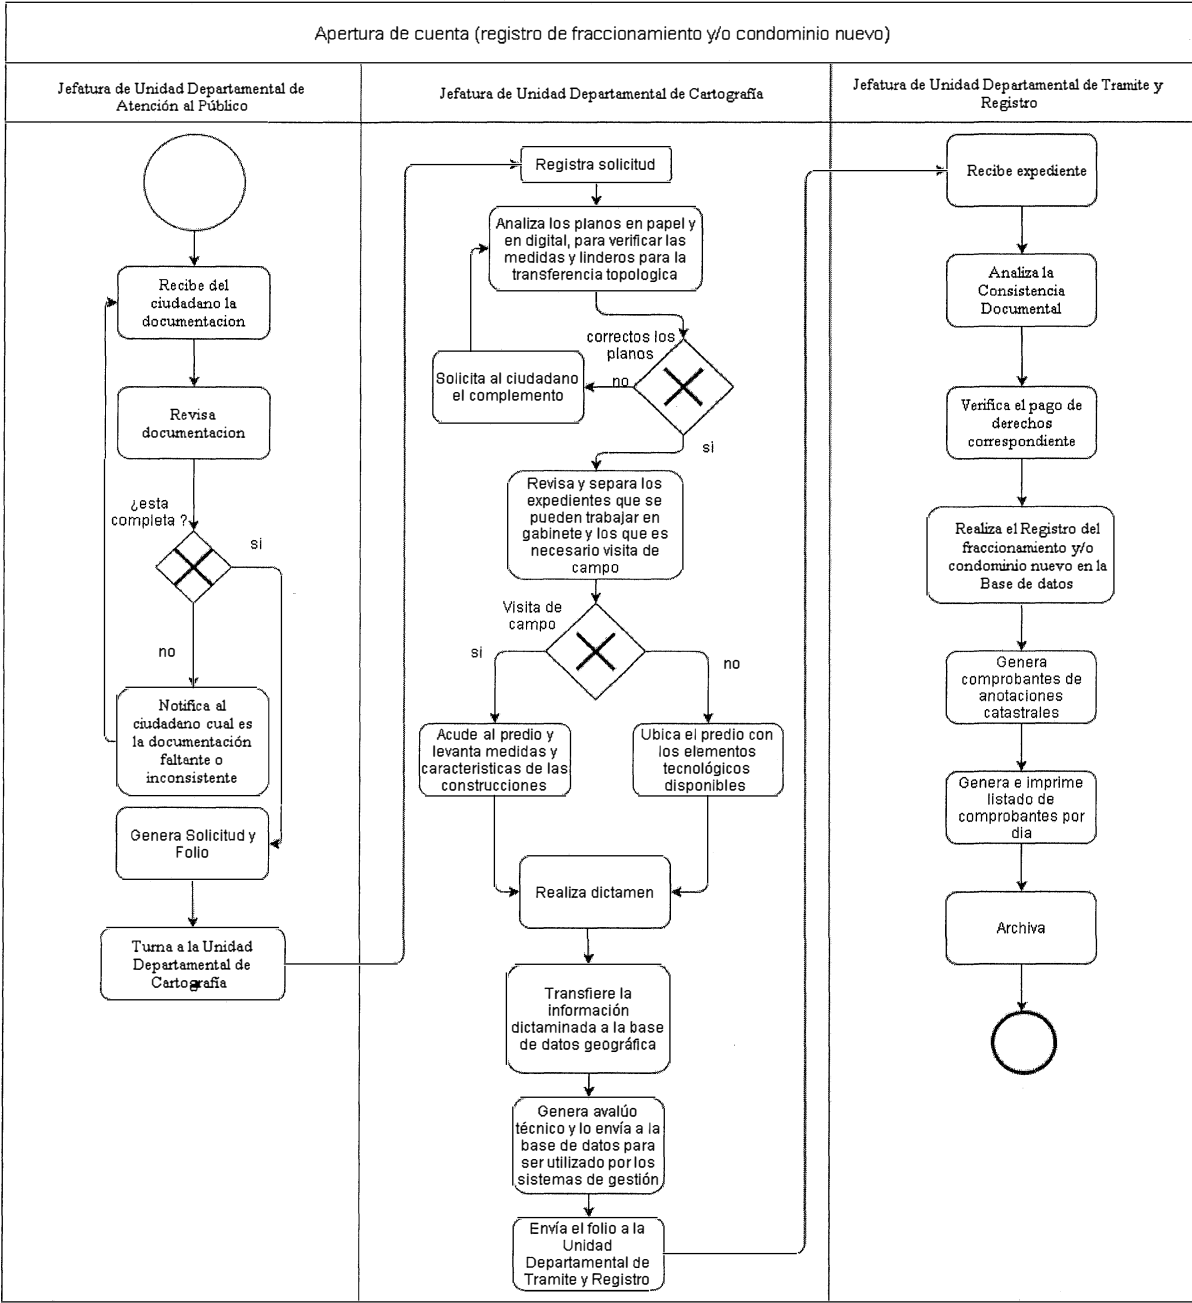 Apertura de cuenta (registro de fraccionamiento y/o condominio nuevo)
Jefatura de Unidad Departamental de
Atención al Público
Recibe del
ciudadano la
documentacion
Revisa
documentacion
¿esta
completa ?
si
no
Notifica al
ciudadano cual es
la documentación
faltante o
inconsistente
Genera Solicitud y
Folio
Turna a la Unidad
Departamental de
Cartografía
Jefatura de Unidad Departamental de Cartografía
Registra solicitud
Analiza los planos en papel y
en digital, para verificar las
medidas y linderos para la
transferencia topologica
correctos los
planos
no
Solicita al ciudadano
el complemento
si
Revisa y separa los
expedientes que se
pueden trabajar en
gabinete y los que es
necesario visita de
campo
Visita de
campo
si
no
Acude al predio y
levanta medidas y
caracteristicas de las
construcciones
Ubica el predio con
los elementos
tecnológicos
disponibles
Realiza dictamen
Transfiere la
información
dictaminada a la base
de datos geográfica
Genera avalúo
técnico y lo envía a la
base de datos para
ser utilizado por los
sistemas de gestión
Envía el folio a la
Unidad
Departamental de
Tramite y Registro
Jefatura de Unidad Departamental de Tramite y
Registro
Recibe expediente
Analiza la
Consistencia
Documental
Verifica el pago de
derechos
correspondiente
Realiza el Registro del
fraccionamiento y/o
condominio nuevo en la
Base de datos
Genera
comprobantes de
anotaciones
catastrales
Genera e imprime
listado de
comprobantes por
dia
Archiva